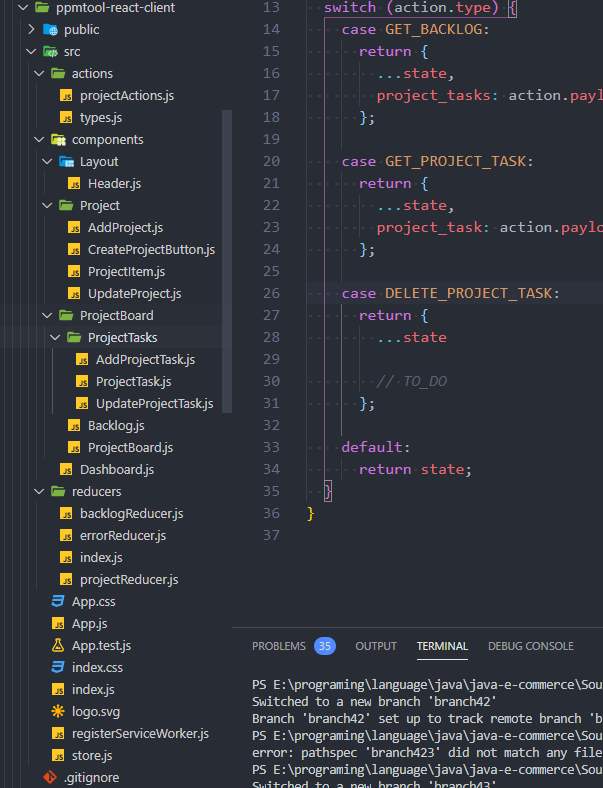 ppmtool-react-client
public
src
actions
projectActions.js
types.js
components
Layout
Header.js
Project
AddProject.js
CreateProjectButton.js
ProjectItem.js
UpdateProject.js
ProjectBoard
ProjectTasks
AddProjectTask.js
ProjectTask.js
UpdateProjectTask.js
Backlog.js
ProjectBoard.js
Dashboard.js
reducers
backlogReducer.js
errorReducer.js
index.js
projectReducer.js
App.css
App.js
App.test.js
index.css
index.js
logo.svg
registerServiceWorker.js
store.js
.gitignore
13 switch (action.type) {
14 case GET_BACKLOG:
15 return {
16 ...state,
17 project_tasks: action.payl
18 };
19
20 case GET_PROJECT_TASK:
21 return {
22 ...state,
23 project_task: action.paylo
24 };
25
26 case DELETE_PROJECT_TASK:
27 return {
28 ...state
29
30 // TO_DO
31 };
32
33 default:
34 return state;
35 }
36 }
37
PROBLEMS 35 OUTPUT TERMINAL DEBUG CONSOLE
PS E:\programing\language\java\java-e-commerce\Sou
Switched to a new branch 'branch42'
Branch 'branch42' set up to track remote branch 'b
PS E:\programing\language\java\java-e-commerce\Sou
error: pathspec 'branch423' did not match any file
PS E:\programing\language\java\java-e-commerce\Sou
Switched to a new branch 'branch43'